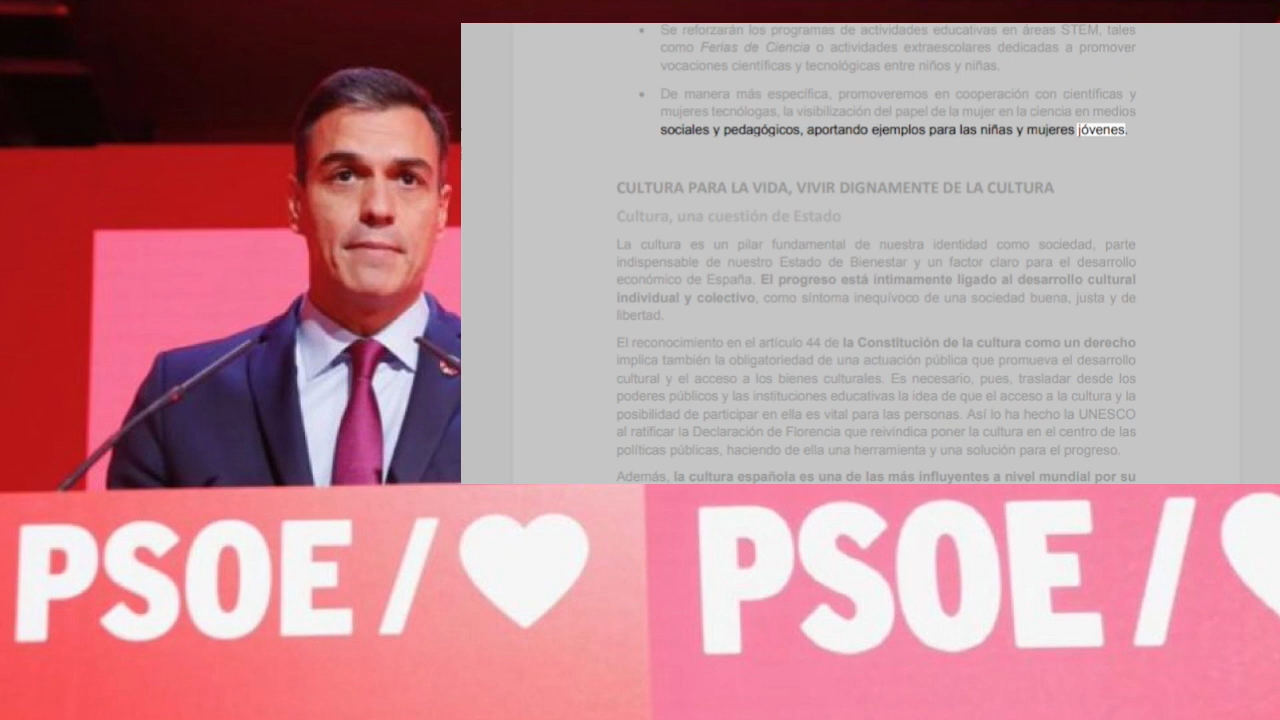 • Se reforzarán los programas de actividades educativas en áreas STEM, tales
como Ferias de Ciencia o actividades extraescolares dedicadas a promover
vocaciones científicas y tecnológicas entre niños y niñas.
• De manera más específica, promoveremos en cooperación con científicas y
mujeres tecnólogas, la visibilización del papel de la mujer en la ciencia en medios
sociales y pedagógicos, aportando ejemplos para las niñas y mujeres jóvenes.
CULTURA PARA LA VIDA, VIVIR DIGNAMENTE DE LA CULTURA
Cultura, una cuestión de Estado
La cultura es un pilar fundamental de nuestra identidad como sociedad, parte
indispensable de nuestro Estado de Bienestar y un factor claro para el desarrollo
económico de España. El progreso está íntimamente ligado al desarrollo cultural
individual y colectivo, como síntoma inequívoco de una sociedad buena, justa y de
libertad.
El reconocimiento en el artículo 44 de la Constitución de la cultura como un derecho
implica también la obligatoriedad de una actuación pública que promueva el desarrollo
cultural y el acceso a los bienes culturales. Es necesario, pues, trasladar desde los
poderes públicos y las instituciones educativas la idea de que el acceso a la cultura y la
posibilidad de participar en ella es vital para las personas. Así lo ha hecho la UNESCO
al ratificar la Declaración de Florencia que reivindica poner la cultura en el centro de las
políticas públicas, haciendo de ella una herramienta y una solución para el progreso.
Además, la cultura española es una de las más influyentes a nivel mundial por su
PSOE / PSOE /